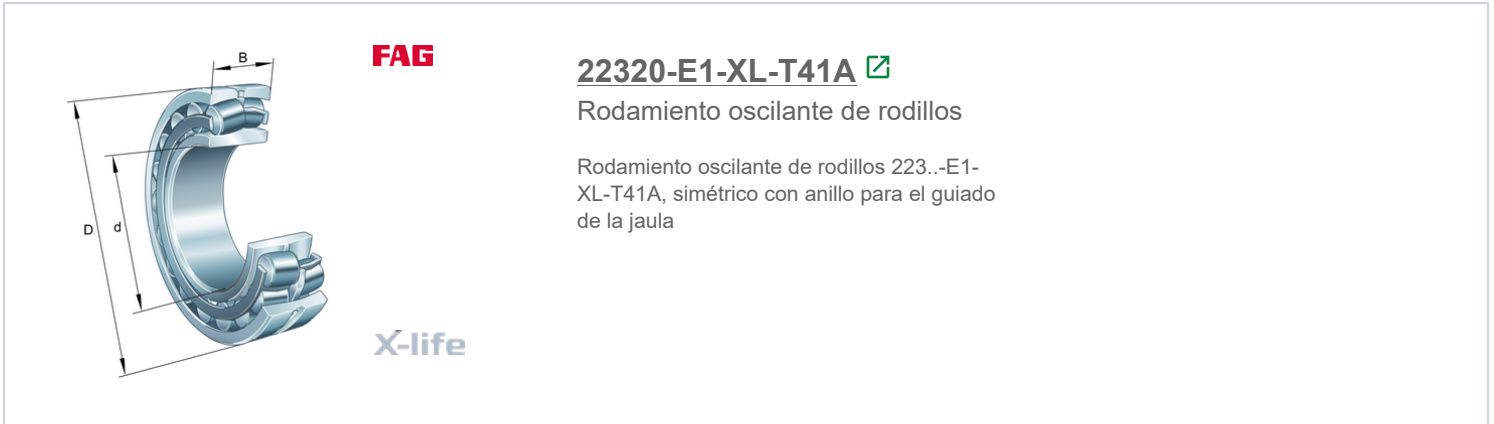 B
D
d
FAG
X-life
22320-E1-XL-T41A
Rodamiento oscilante de rodillos
Rodamiento oscilante de rodillos 223..-E1-
XL-T41A, simétrico con anillo para el guiado
de la jaula